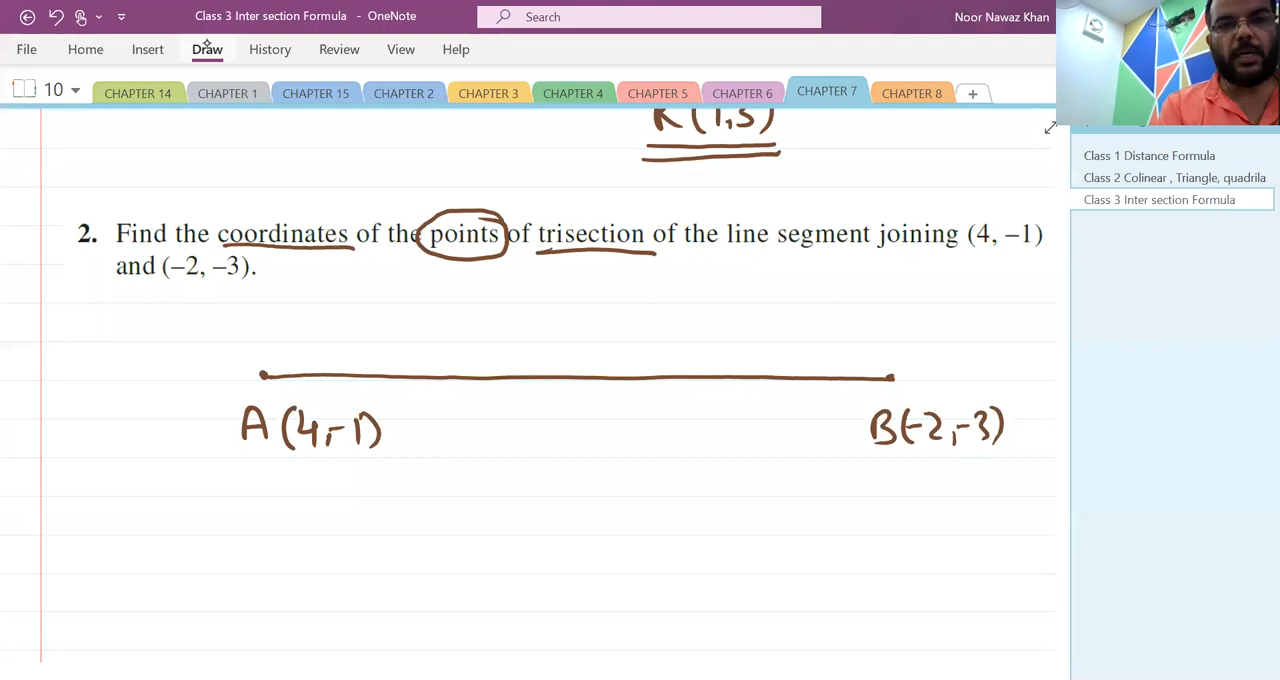 Class 3 Inter section Formula - OneNote
Search
Noor Nawaz Khan
File Home Insert Draw History Review View Help
10 CHAPTER 14 CHAPTER 1 CHAPTER 15 CHAPTER 2 CHAPTER 3 CHAPTER 4 CHAPTER 5 CHAPTER 6 CHAPTER 7 CHAPTER 8 +
Class 1 Distance Formula
Class 2 Colinear , Triangle, quadrila
Class 3 Inter section Formula
2. Find the coordinates of the points of trisection of the line segment joining (4, –1)
and (–2, –3).
A(4,-1) B(-2,-3)